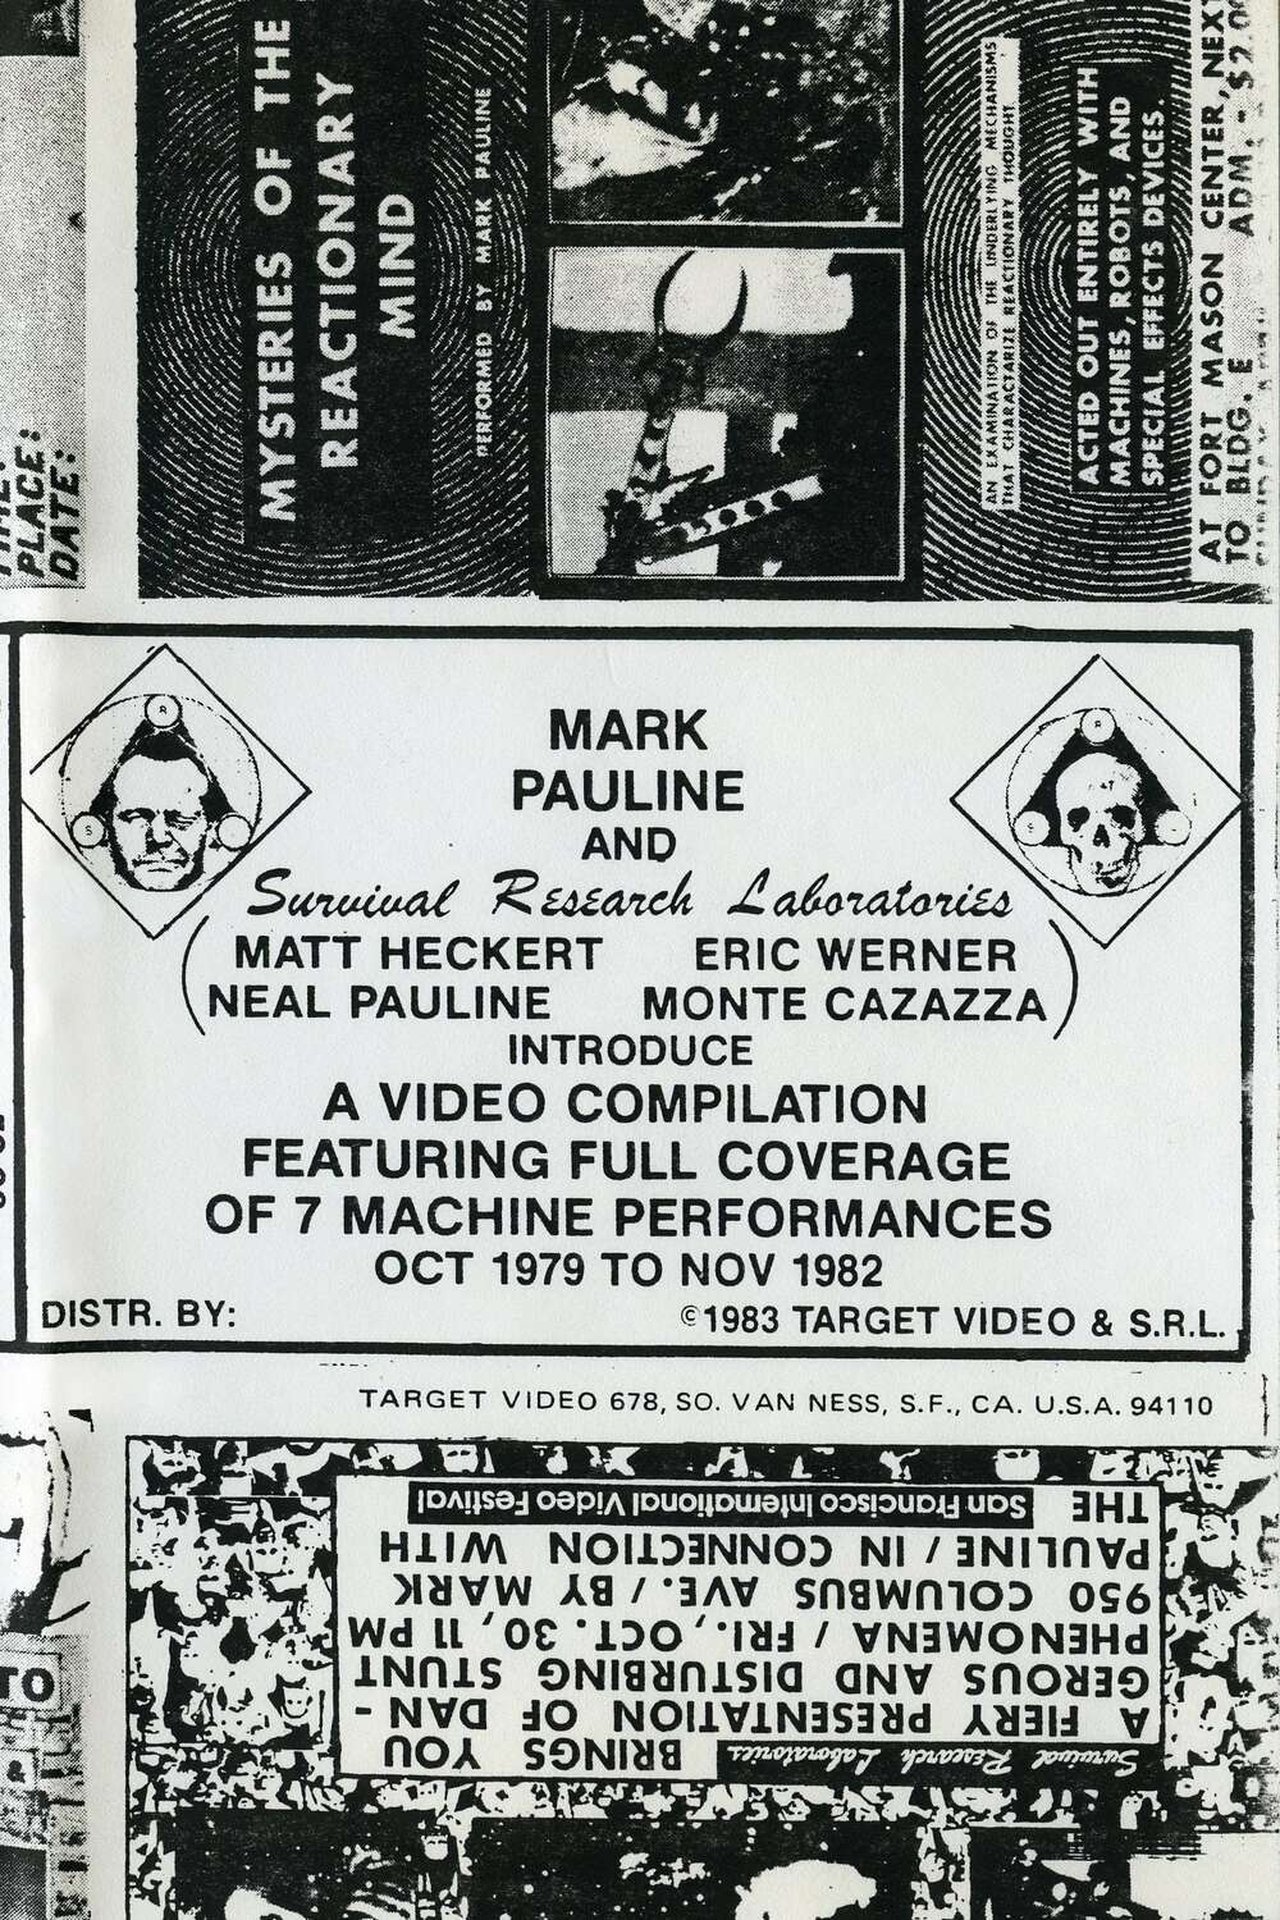 MYSTERIES OF THE
REACTIONARY
MIND
PERFORMED BY MARK PAULINE
AN EXAMINATION OF THE UNDERLYING MECHANISMS
THAT CHARACTARIZE REACTIONARY THOUGHT
ACTED OUT ENTIRELY WITH
MACHINES, ROBOTS, AND
SPECIAL EFFECTS DEVICES.
AT FORT MASON CENTER, NEXT
TO BLDG. E ADM. - $2.00
PLACE:
DATE:
R
S
R
S
MARK
PAULINE
AND
Survival Research Laboratories
(MATT HECKERT ERIC WERNER
NEAL PAULINE MONTE CAZAZZA)
INTRODUCE
A VIDEO COMPILATION
FEATURING FULL COVERAGE
OF 7 MACHINE PERFORMANCES
OCT 1979 TO NOV 1982
DISTR. BY: ©1983 TARGET VIDEO & S.R.L.
TARGET VIDEO 678, SO. VAN NESS, S.F., CA. U.S.A. 94110
Survival Research Laboratories BRINGS YOU
A FIERY PRESENTATION OF DAN-
GEROUS AND DISTURBING STUNT
PHENOMENA / FRI., OCT. 30, 11 PM
950 COLUMBUS AVE. / BY MARK
PAULINE / IN CONNECTION WITH
THE San Francisco International Video Festival
TO